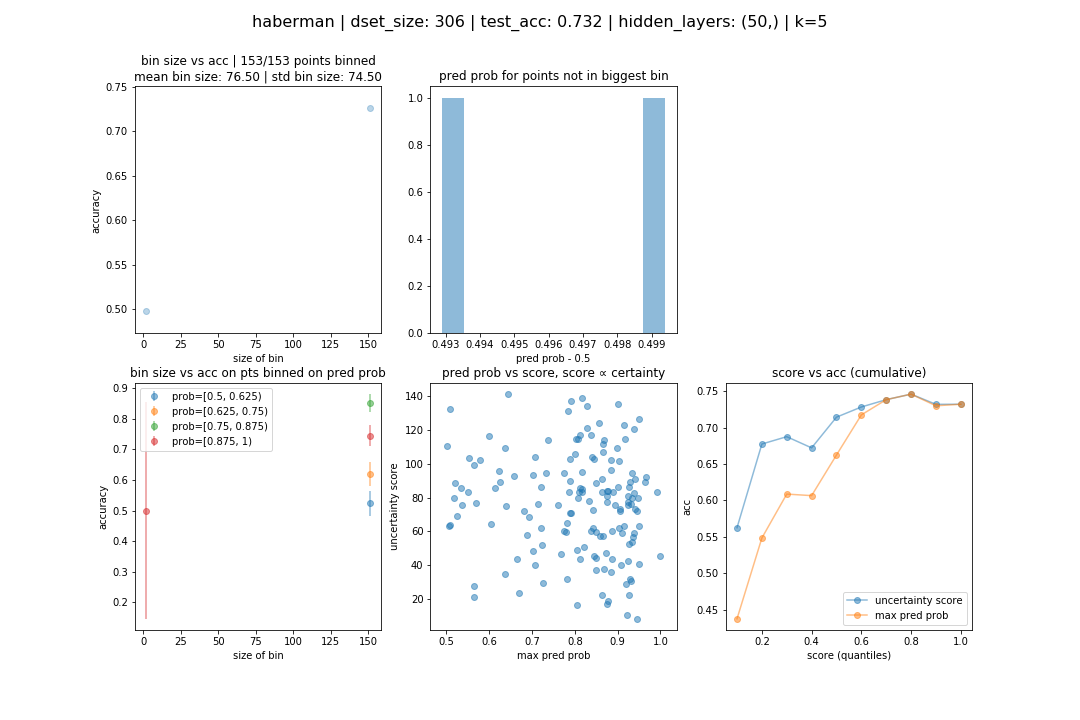 haberman | dset_size: 306 | test_acc: 0.732 | hidden_layers: (50,) | k=5
bin size vs acc | 153/153 points binned
mean bin size: 76.50 | std bin size: 74.50
accuracy
0.75
0.70
0.65
0.60
0.55
0.50
0 25 50 75 100 125 150
size of bin
pred prob for points not in biggest bin
1.0
0.8
0.6
0.4
0.2
0.0
0.493 0.494 0.495 0.496 0.497 0.498 0.499
pred prob - 0.5
bin size vs acc on pts binned on pred prob
accuracy
0.9
0.8
0.7
0.6
0.5
0.4
0.3
0.2
prob=[0.5, 0.625)
prob=[0.625, 0.75)
prob=[0.75, 0.875)
prob=[0.875, 1)
0 25 50 75 100 125 150
size of bin
pred prob vs score, score ∝ certainty
uncertainty score
140
120
100
80
60
40
20
0.5 0.6 0.7 0.8 0.9 1.0
max pred prob
score vs acc (cumulative)
acc
0.75
0.70
0.65
0.60
0.55
0.50
0.45
uncertainty score
max pred prob
0.2 0.4 0.6 0.8 1.0
score (quantiles)